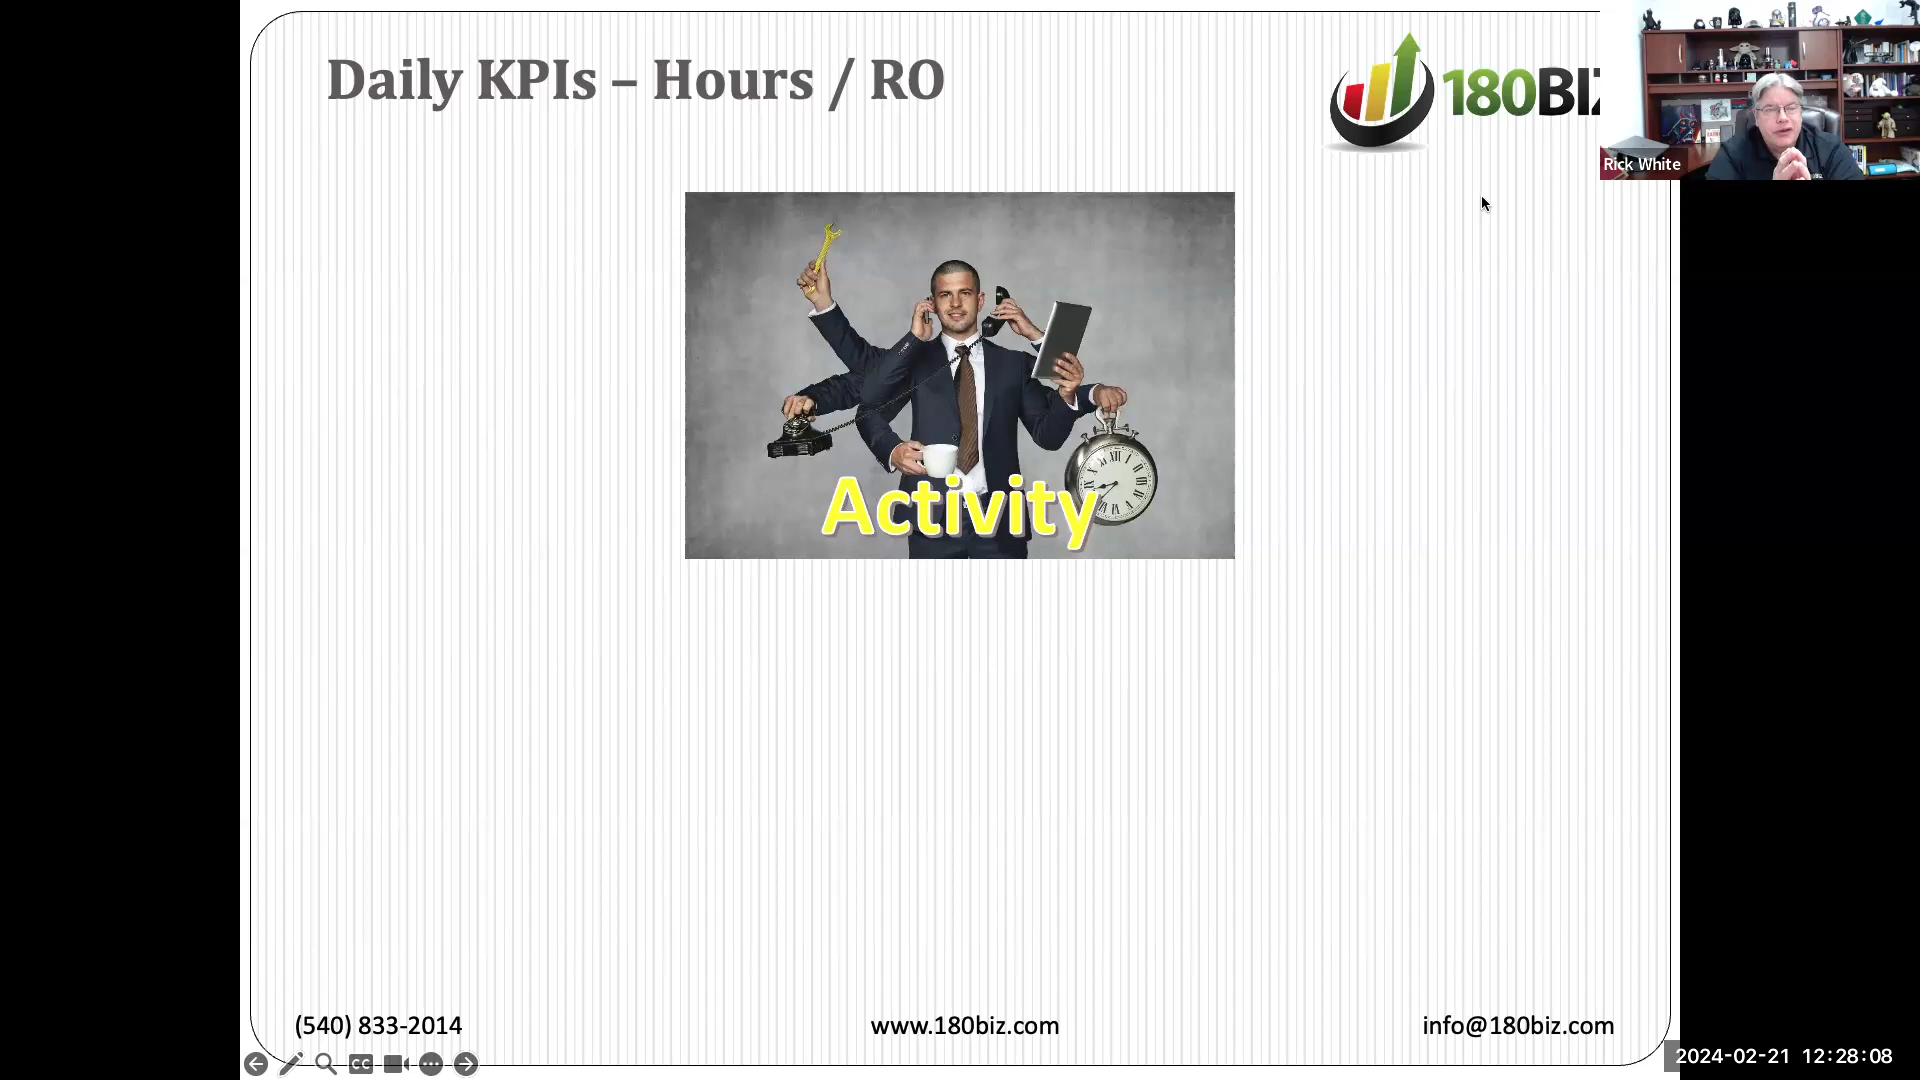 Daily KPIs – Hours / RO
180BIZ
Rick White
Activity
(540) 833-2014
www.180biz.com
info@180biz.com
CC
2024-02-21 12:28:08